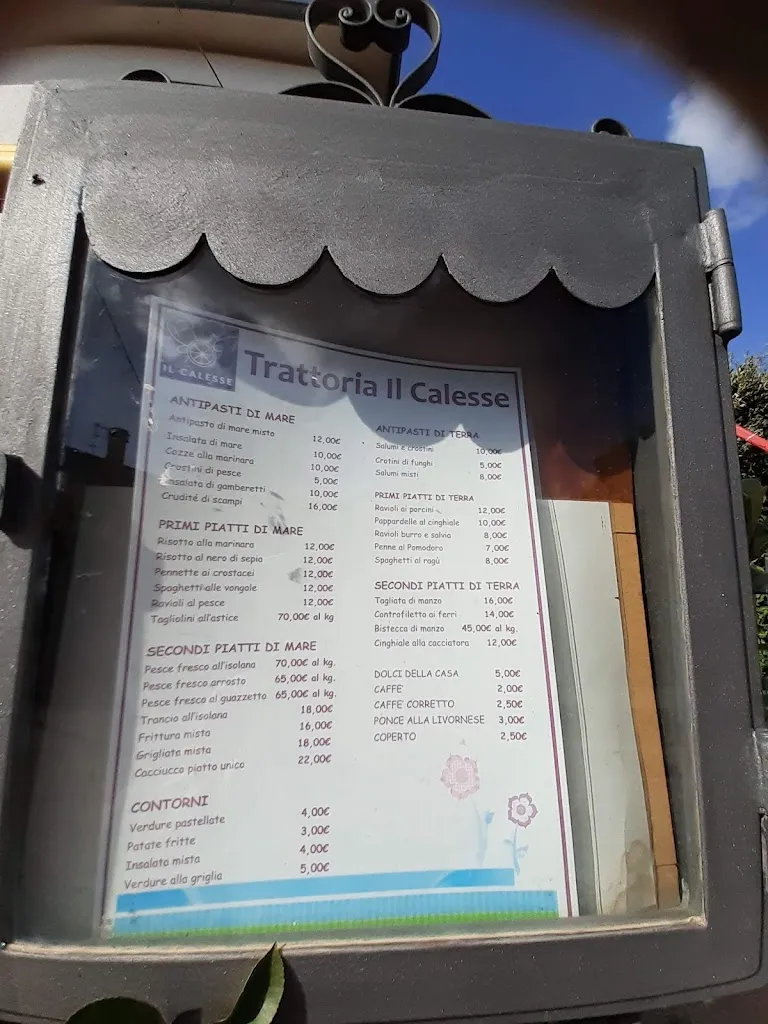 IL CALESSE
Trattoria Il Calesse
ANTIPASTI DI MARE
Antipasto di mare misto 12,00€
Insalata di mare 10,00€
Cozze alla marinara 10,00€
Crostini di pesce 5,00€
Insalata di gamberetti 10,00€
Crudité di scampi 16,00€
PRIMI PIATTI DI MARE
Risotto alla marinara 12,00€
Risotto al nero di sepia 12,00€
Pennette ai crostacei 12,00€
Spaghetti alle vongole 12,00€
Ravioli al pesce 12,00€
Tagliolini all'astice 70,00€ al kg
SECONDI PIATTI DI MARE
Pesce fresco all'isolana 70,00€ al kg.
Pesce fresco arrosto 65,00€ al kg.
Pesce fresco al guazzetto 65,00€ al kg.
Trancio all'isolana 18,00€
Frittura mista 16,00€
Grigliata mista 18,00€
Cacciucco piatto unico 22,00€
CONTORNI
Verdure pastellate 4,00€
Patate fritte 3,00€
Insalata mista 4,00€
Verdure alla griglia 5,00€
ANTIPASTI DI TERRA
Salumi e crostini 10,00€
Crotini di funghi 5,00€
Salumi misti 8,00€
PRIMI PIATTI DI TERRA
Ravioli ai porcini 12,00€
Pappardelle al cinghiale 10,00€
Ravioli burro e salvia 8,00€
Penne al Pomodoro 7,00€
Spaghetti al ragù 8,00€
SECONDI PIATTI DI TERRA
Tagliata di manzo 16,00€
Controfiletto ai ferri 14,00€
Bistecca di manzo 45,00€ al kg.
Cinghiale alla cacciatora 12,00€
DOLCI DELLA CASA 5,00€
CAFFE' 2,00€
CAFFE' CORRETTO 2,50€
PONCE ALLA LIVORNESE 3,00€
COPERTO 2,50€